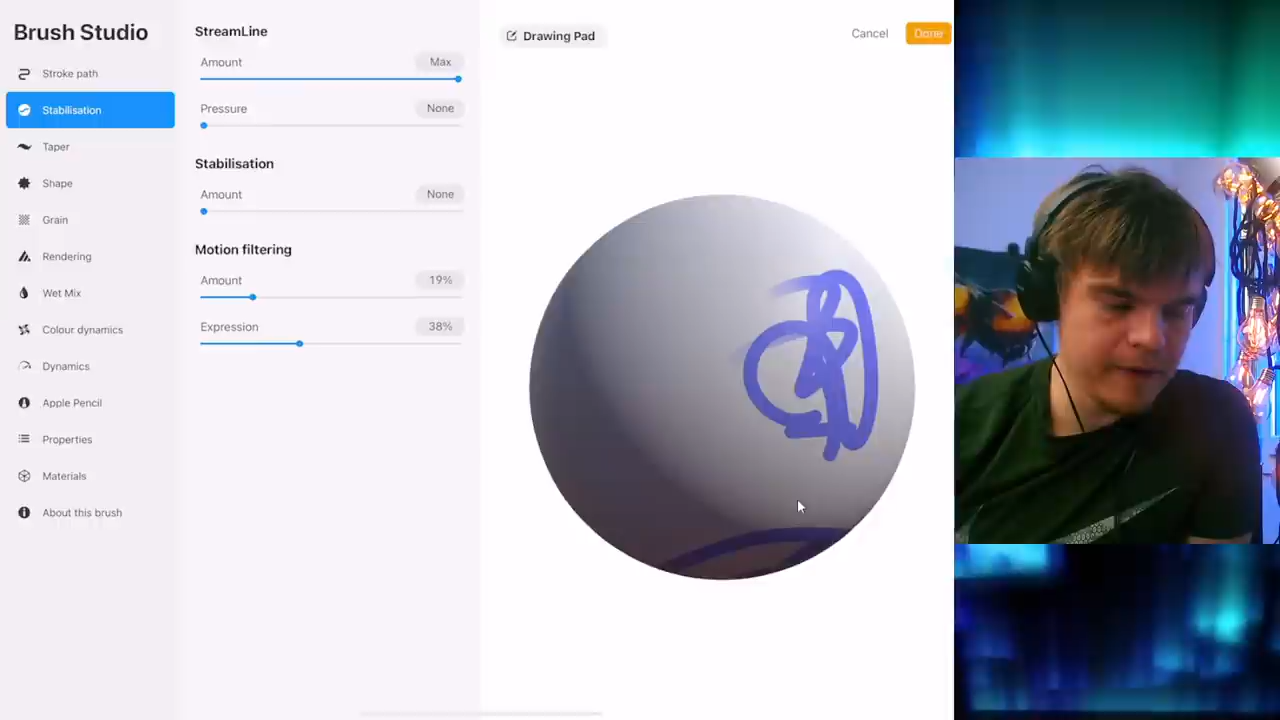 Brush Studio
Stroke path
Stabilisation
Taper
Shape
Grain
Rendering
Wet Mix
Colour dynamics
Dynamics
Apple Pencil
Properties
Materials
About this brush
StreamLine
Amount Max
Pressure None
Stabilisation
Amount None
Motion filtering
Amount 19%
Expression 38%
Drawing Pad
Cancel
Done